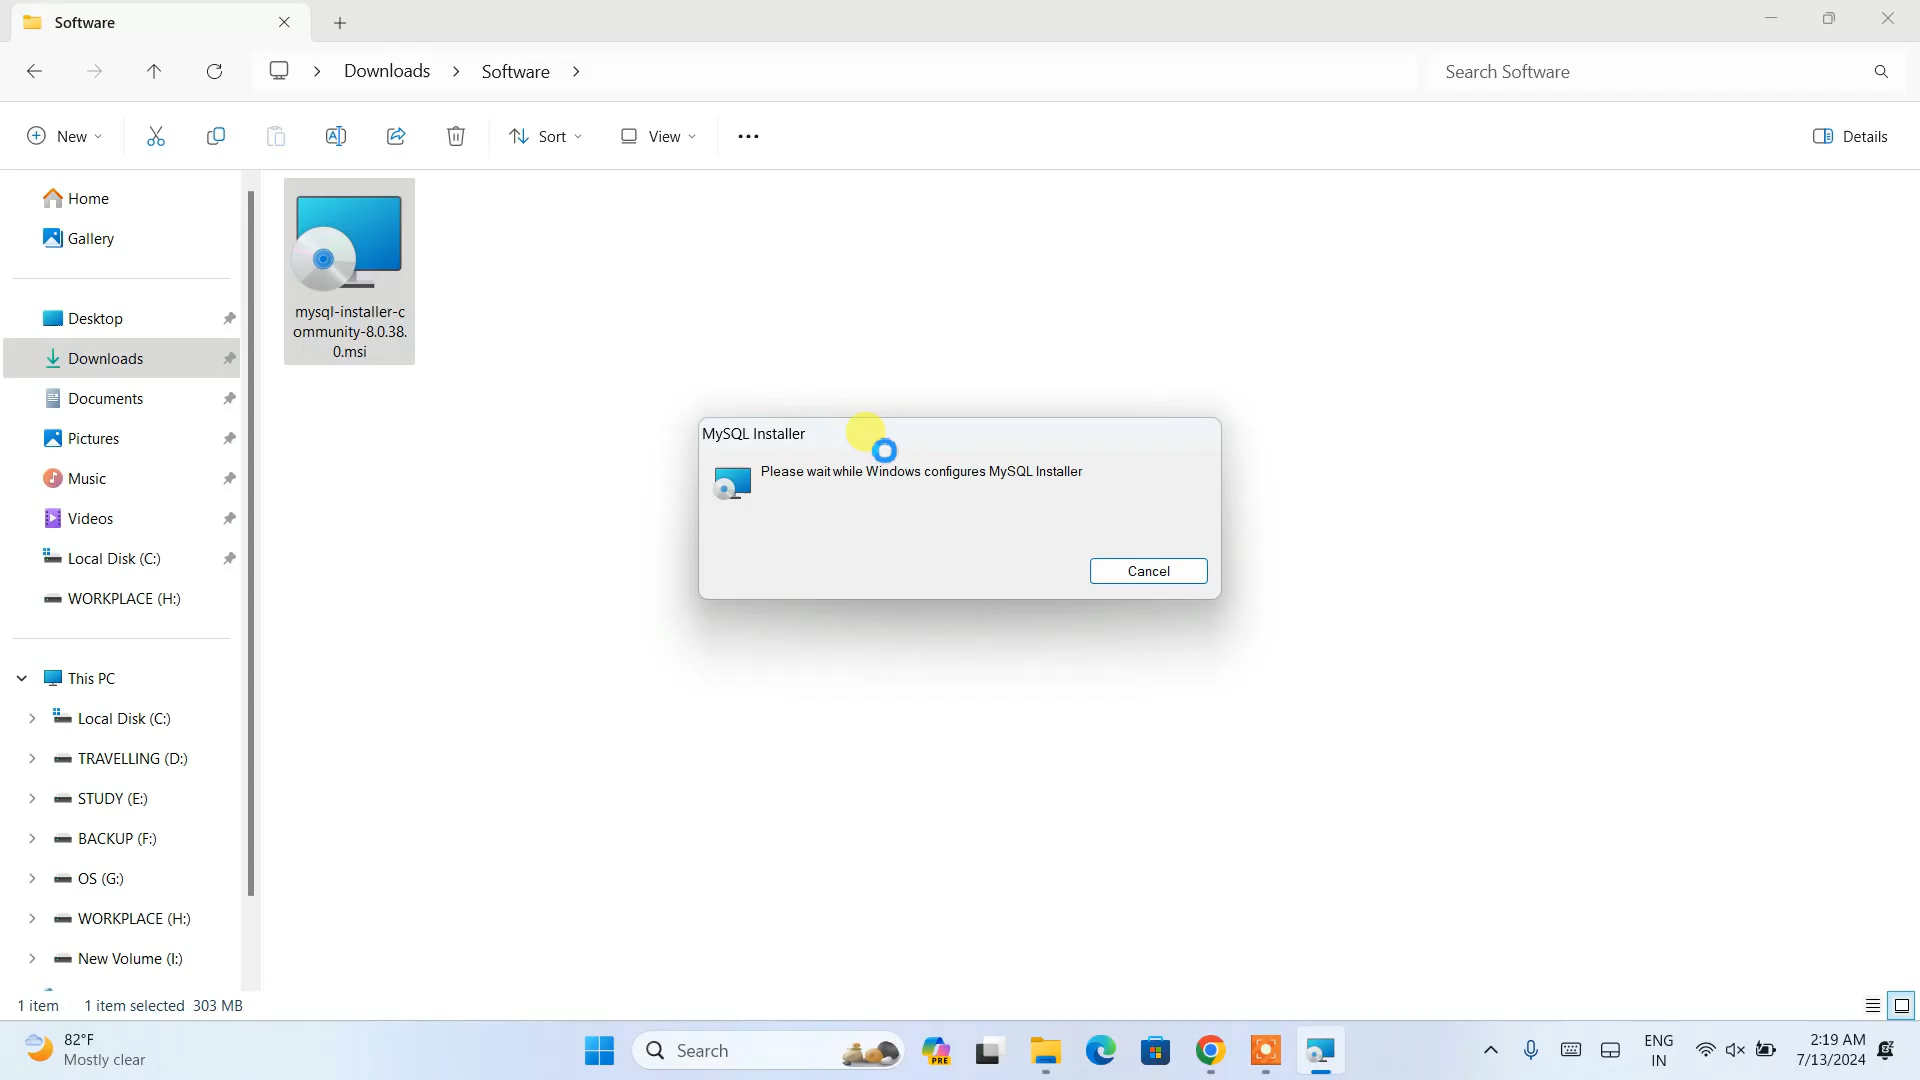 Software
Downloads
Software
Search Software
New
Sort
View
Details
Home
Gallery
Desktop
Downloads
Documents
Pictures
Music
Videos
Local Disk (C:)
WORKPLACE (H:)
This PC
Local Disk (C:)
TRAVELLING (D:)
STUDY (E:)
BACKUP (F:)
OS (G:)
WORKPLACE (H:)
New Volume (I:)
mysql-installer-c
ommunity-8.0.38.
0.msi
MySQL Installer
Please wait while Windows configures MySQL Installer
Cancel
1 item 1 item selected 303 MB
82°F
Mostly clear
Search
PRE
ENG
IN
2:19 AM
7/13/2024